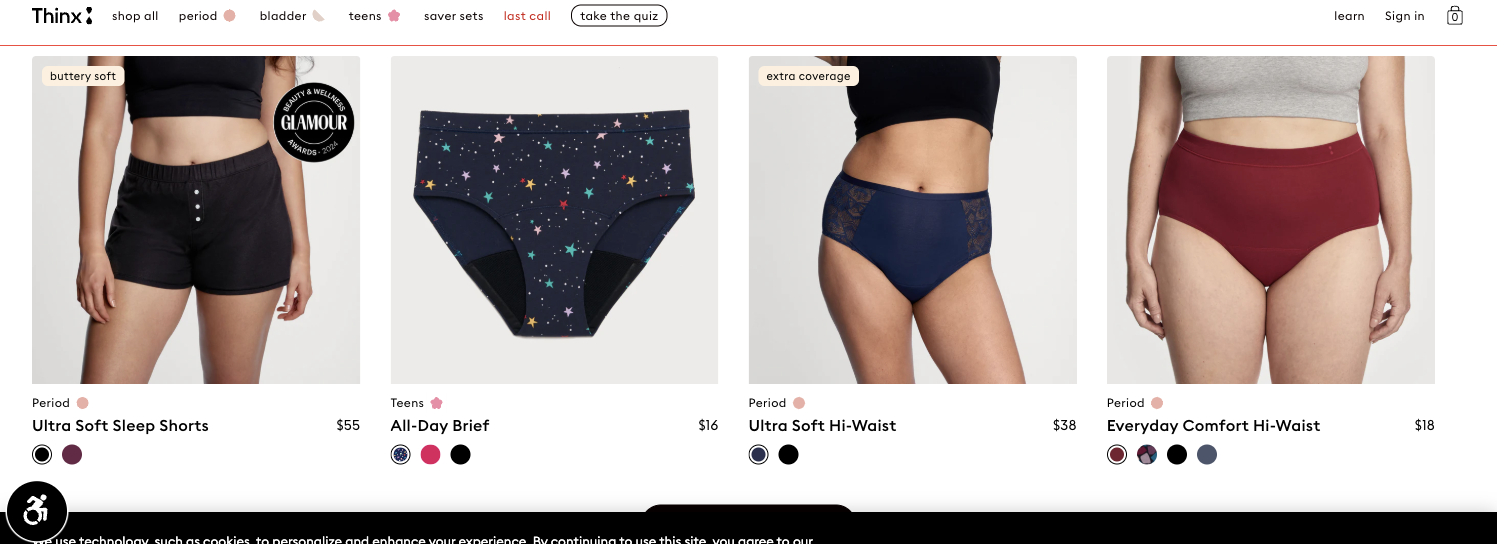 Thinx
shop all
period
bladder
teens
saver sets
last call
take the quiz
learn
Sign in
0
buttery soft
BEAUTY & WELLNESS
GLAMOUR
AWARDS · 2024
extra coverage
Period
Ultra Soft Sleep Shorts
$55
Teens
All-Day Brief
$16
Period
Ultra Soft Hi-Waist
$38
Period
Everyday Comfort Hi-Waist
$18
We use technology, such as cookies, to personalize and enhance your experience. By continuing to use this site, you agree to our